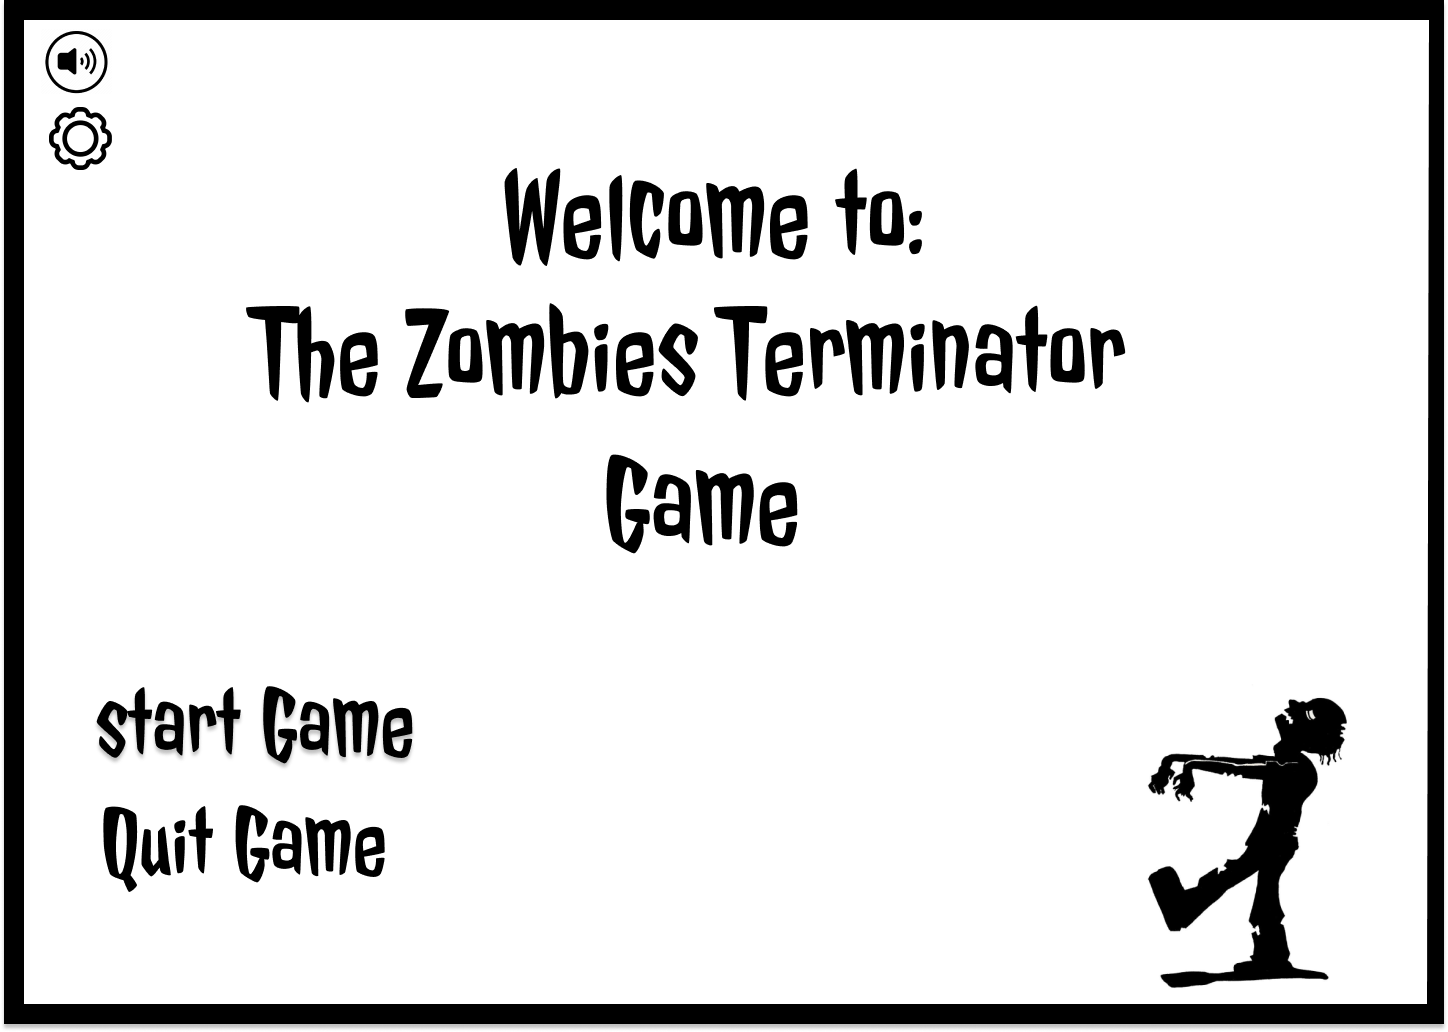 Welcome to:
The Zombies Terminator
Game
start Game
Quit Game